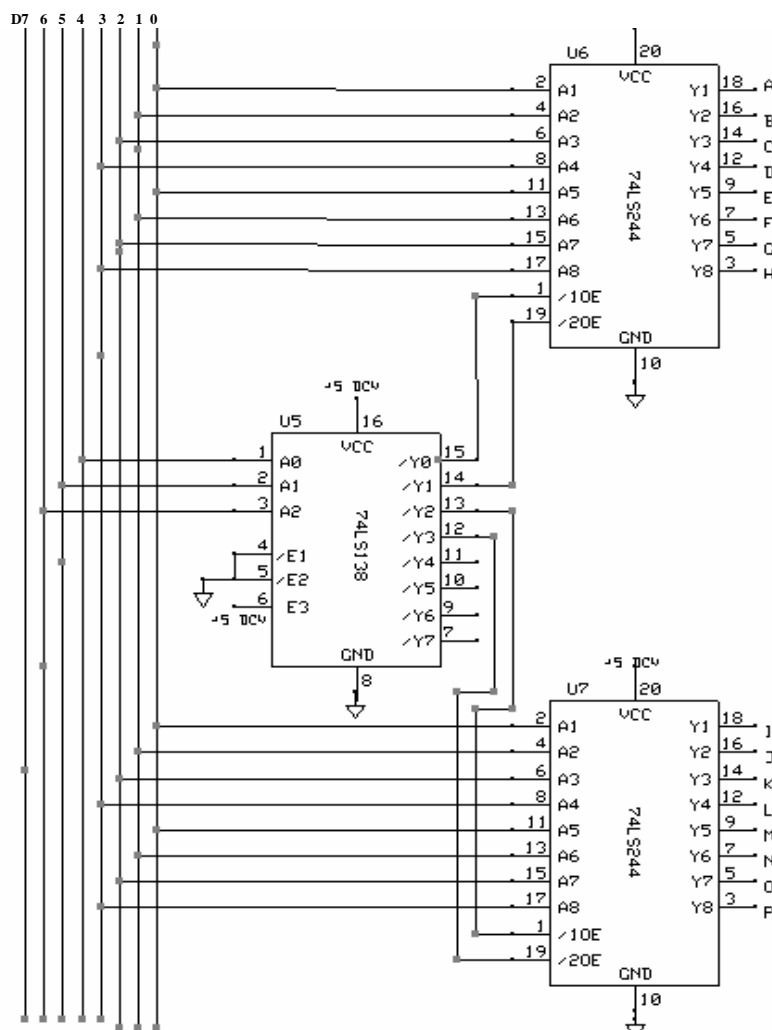 D7 6 5 4 3 2 1 0
U6 20
VCC
2 A1 Y1 18 A
4 A2 Y2 16 B
6 A3 Y3 14 C
8 A4 Y4 12 D
11 A5 Y5 9 E
13 A6 Y6 7 F
15 A7 Y7 5 G
17 A8 Y8 3 H
74LS244
1 /1OE
19 /2OE
GND
10
+5 DCV
U5 16
VCC
1 A0 /Y0 15
2 A1 /Y1 14
3 A2 /Y2 13
/Y3 12
74LS138
4 /E1 /Y4 11
5 /E2 /Y5 10
6 E3 /Y6 9
+5 DCV
/Y7 7
GND
8
+5 DCV
U7 20
VCC
2 A1 Y1 18 I
4 A2 Y2 16 J
6 A3 Y3 14 K
8 A4 Y4 12 L
11 A5 Y5 9 M
13 A6 Y6 7 N
15 A7 Y7 5 O
17 A8 Y8 3 P
74LS244
1 /1OE
19 /2OE
GND
10